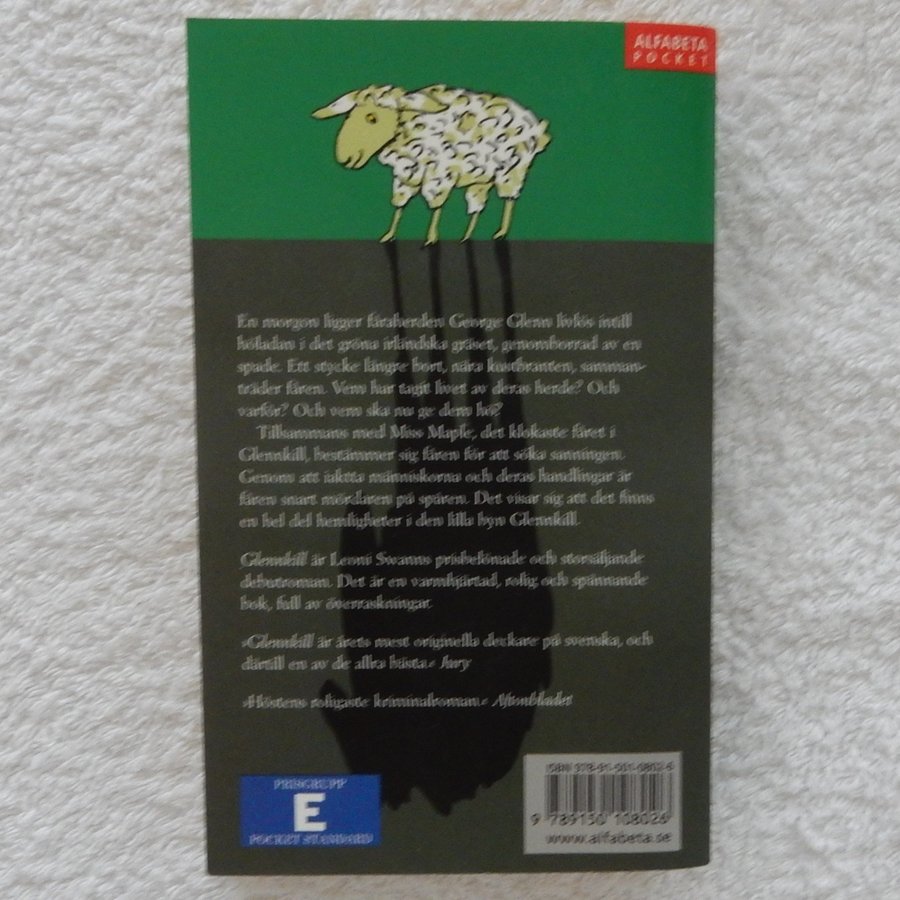 ALFABETA
POCKET
En morgon ligger fåraherden George Glenn livlös intill
höladan i det gröna irländska gräset, genomborrad av en
spade. Ett stycke längre bort, nära kustbranten, samman-
träder fåren. Vem har tagit livet av deras herde? Och
varför? Och vem ska nu ge dem hö?
Tillsammans med Miss Maple, det klokaste fåret i
Glennkill, bestämmer sig fåren för att söka sanningen.
Genom att iaktta människorna och deras handlingar är
fåren snart mördaren på spåren. Det visar sig att det finns
en hel del hemligheter i den lilla byn Glennkill.
Glennkill är Leoni Swanns prisbelönade och storsäljande
debutroman. Det är en varmhjärtad, rolig och spännande
bok, full av överraskningar.
»Glennkill är årets mest originella deckare på svenska, och
därtill en av de allra bästa.» Jury
»Höstens roligaste kriminalroman.» Aftonbladet
PRISGRUPP
E
POCKET STANDARD
ISBN 978-91-501-0802-6
9 789150 108026
www.alfabeta.se